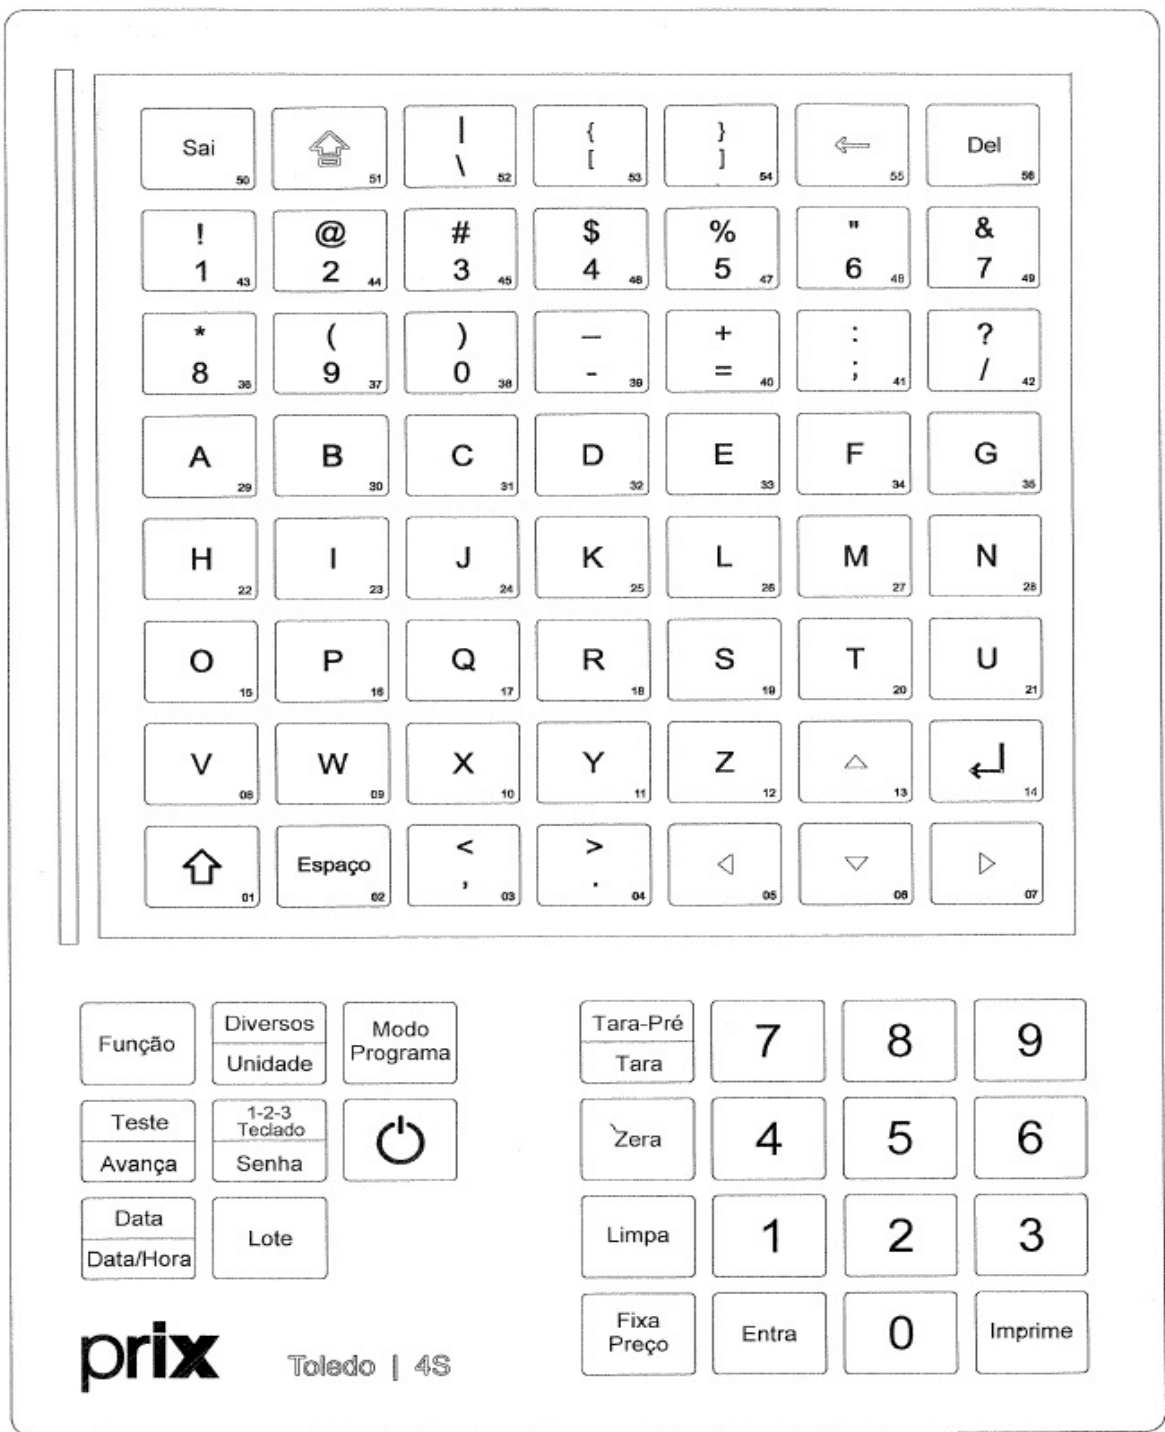 Sai 50 51 | \ 52 { [ 53 } ] 54 ← 55 Del 56
! 1 43 @ 2 44 # 3 45 $ 4 46 % 5 47 " 6 48 & 7 49
* 8 36 ( 9 37 ) 0 38 _ - 39 + = 40 : ; 41 ? / 42
A 29 B 30 C 31 D 32 E 33 F 34 G 35
H 22 I 23 J 24 K 25 L 26 M 27 N 28
O 15 P 16 Q 17 R 18 S 19 T 20 U 21
V 08 W 09 X 10 Y 11 Z 12 13 14
01 Espaço 02 < , 03 > . 04 05 06 07
Função
Diversos
Unidade
Modo
Programa
Teste
Avança
1-2-3
Teclado
Senha
Data
Data/Hora
Lote
Tara-Pré
Tara
7 8 9
Zera 4 5 6
Limpa 1 2 3
Fixa
Preço
Entra 0 Imprime
prix
Toledo | 4S